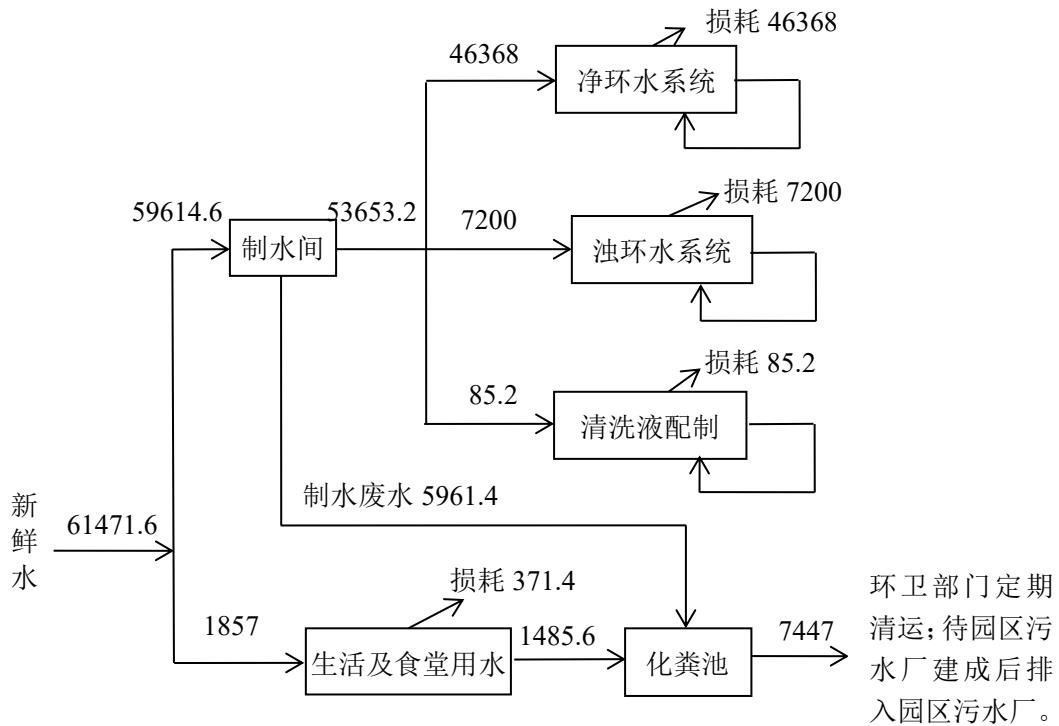 损耗 46368
46368
净环水系统
损耗 7200
59614.6
53653.2
7200
制水间
浊环水系统
损耗 85.2
85.2
清洗液配制
制水废水 5961.4
新鲜水
61471.6
损耗 371.4
1857
1485.6
7447
生活及食堂用水
化粪池
环卫部门定期
清运；待园区污
水厂建成后排
入园区污水厂。